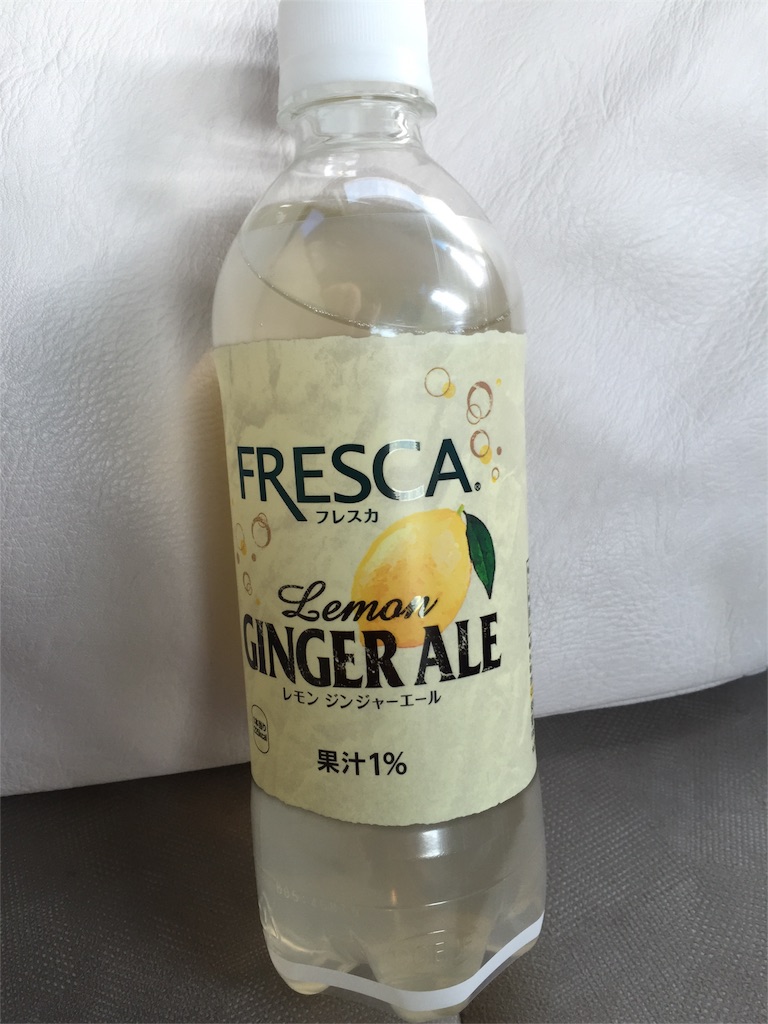 FRESCA®
フレスカ
Lemon
GINGER ALE
レモン ジンジャーエール
果汁1%